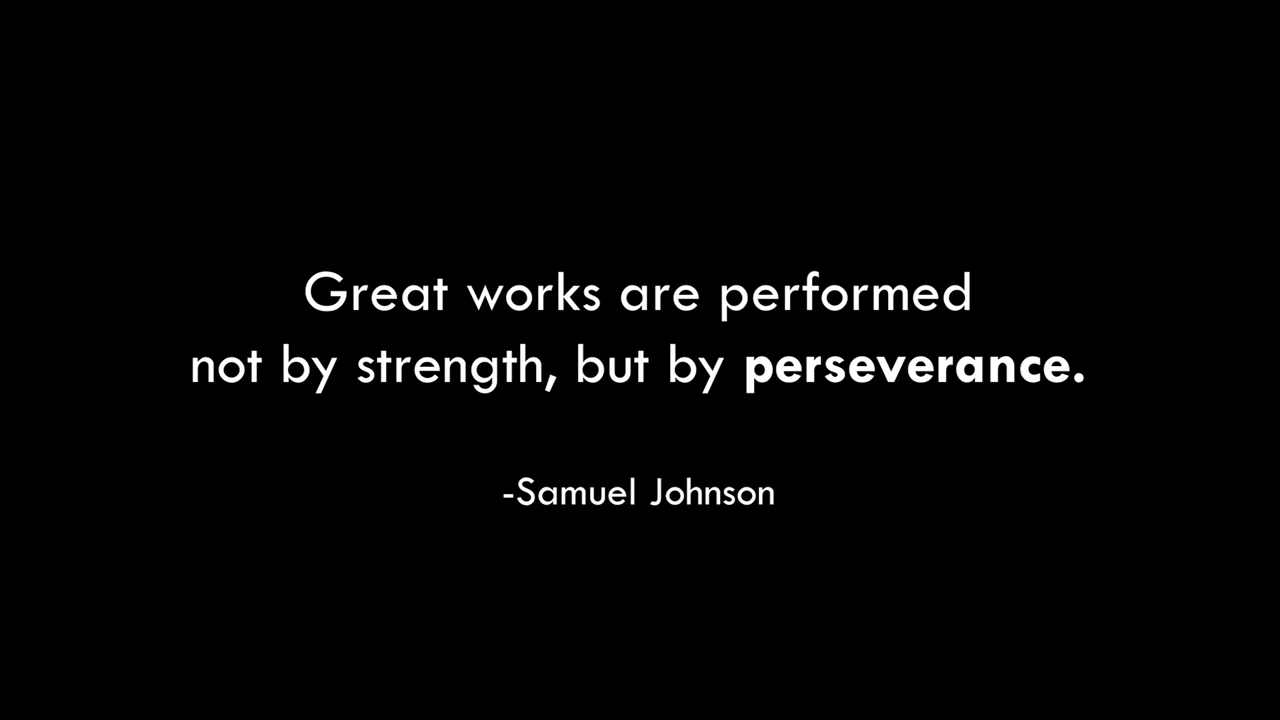 Great works are performed
not by strength, but by perseverance.
-Samuel Johnson